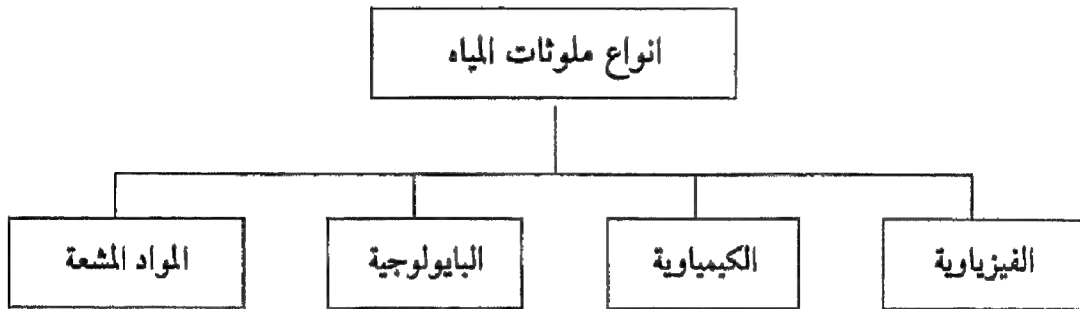 انواع ملوثات المياه
الفيزياوية
الكيمياوية
البايولوجية
المواد المشعة